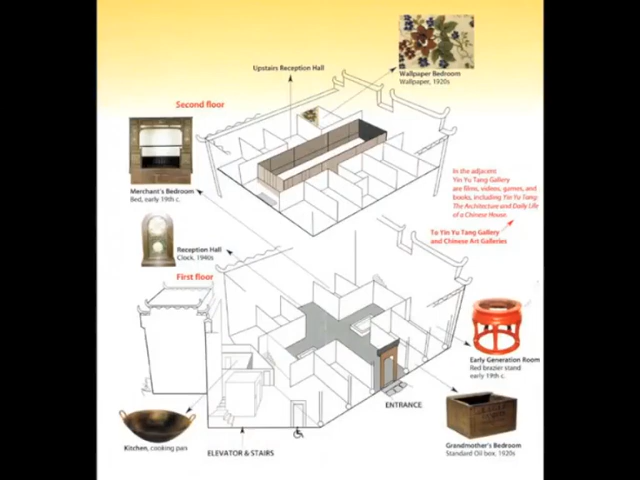 Upstairs Reception Hall
Wallpaper Bedroom
Wallpaper, 1920s
Second floor
Merchant's Bedroom
Bed, early 19th c.
In the adjacent
Yin Yu Tang Gallery
are films, videos, games, and
books, including Yin Yu Tang:
The Architecture and Daily Life
of a Chinese House.
To Yin Yu Tang Gallery
and Chinese Art Galleries
Reception Hall
Clock, 1940s
First floor
Early Generation Room
Red brazier stand
early 19th c.
ENTRANCE
Kitchen, cooking pan
ELEVATOR & STAIRS
Grandmother's Bedroom
Standard Oil box, 1920s